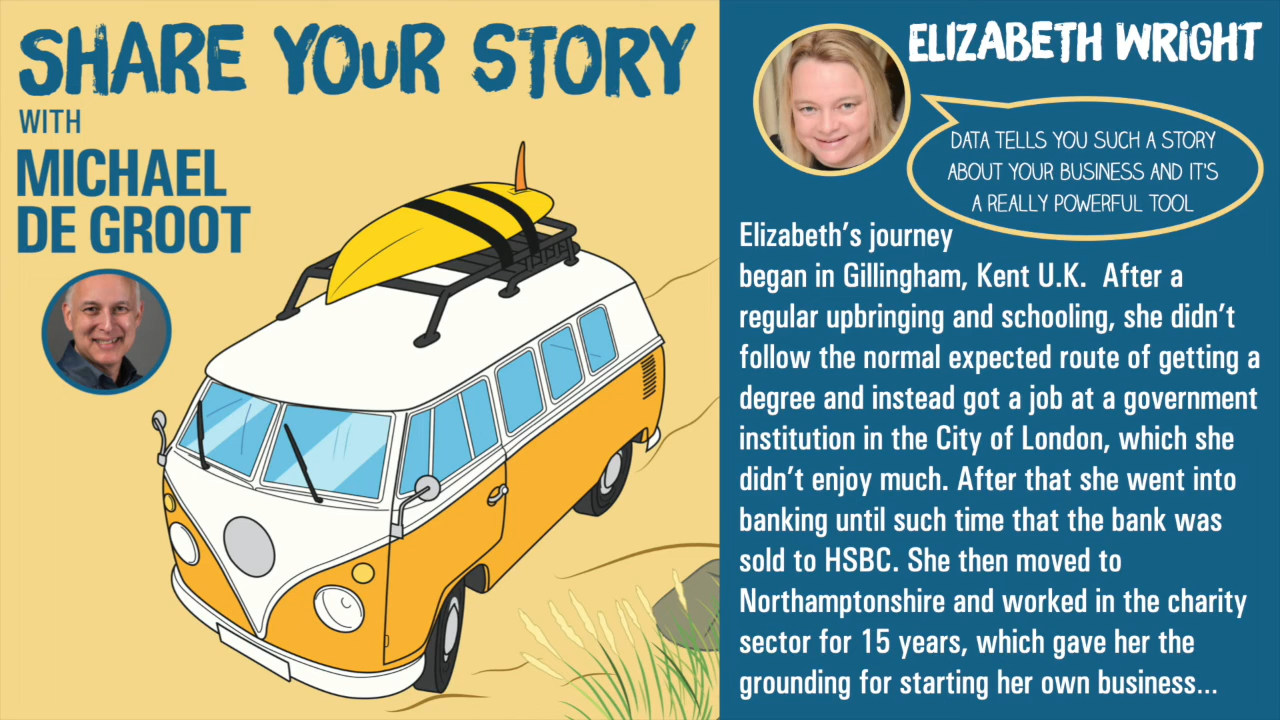 SHARE YOUR STORY
WITH
MICHAEL
DE GROOT
ELIZABETH WRIGHT
DATA TELLS YOU SUCH A STORY
ABOUT YOUR BUSINESS AND IT'S
A REALLY POWERFUL TOOL
Elizabeth's journey
began in Gillingham, Kent U.K. After a
regular upbringing and schooling, she didn't
follow the normal expected route of getting a
degree and instead got a job at a government
institution in the City of London, which she
didn't enjoy much. After that she went into
banking until such time that the bank was
sold to HSBC. She then moved to
Northamptonshire and worked in the charity
sector for 15 years, which gave her the
grounding for starting her own business...